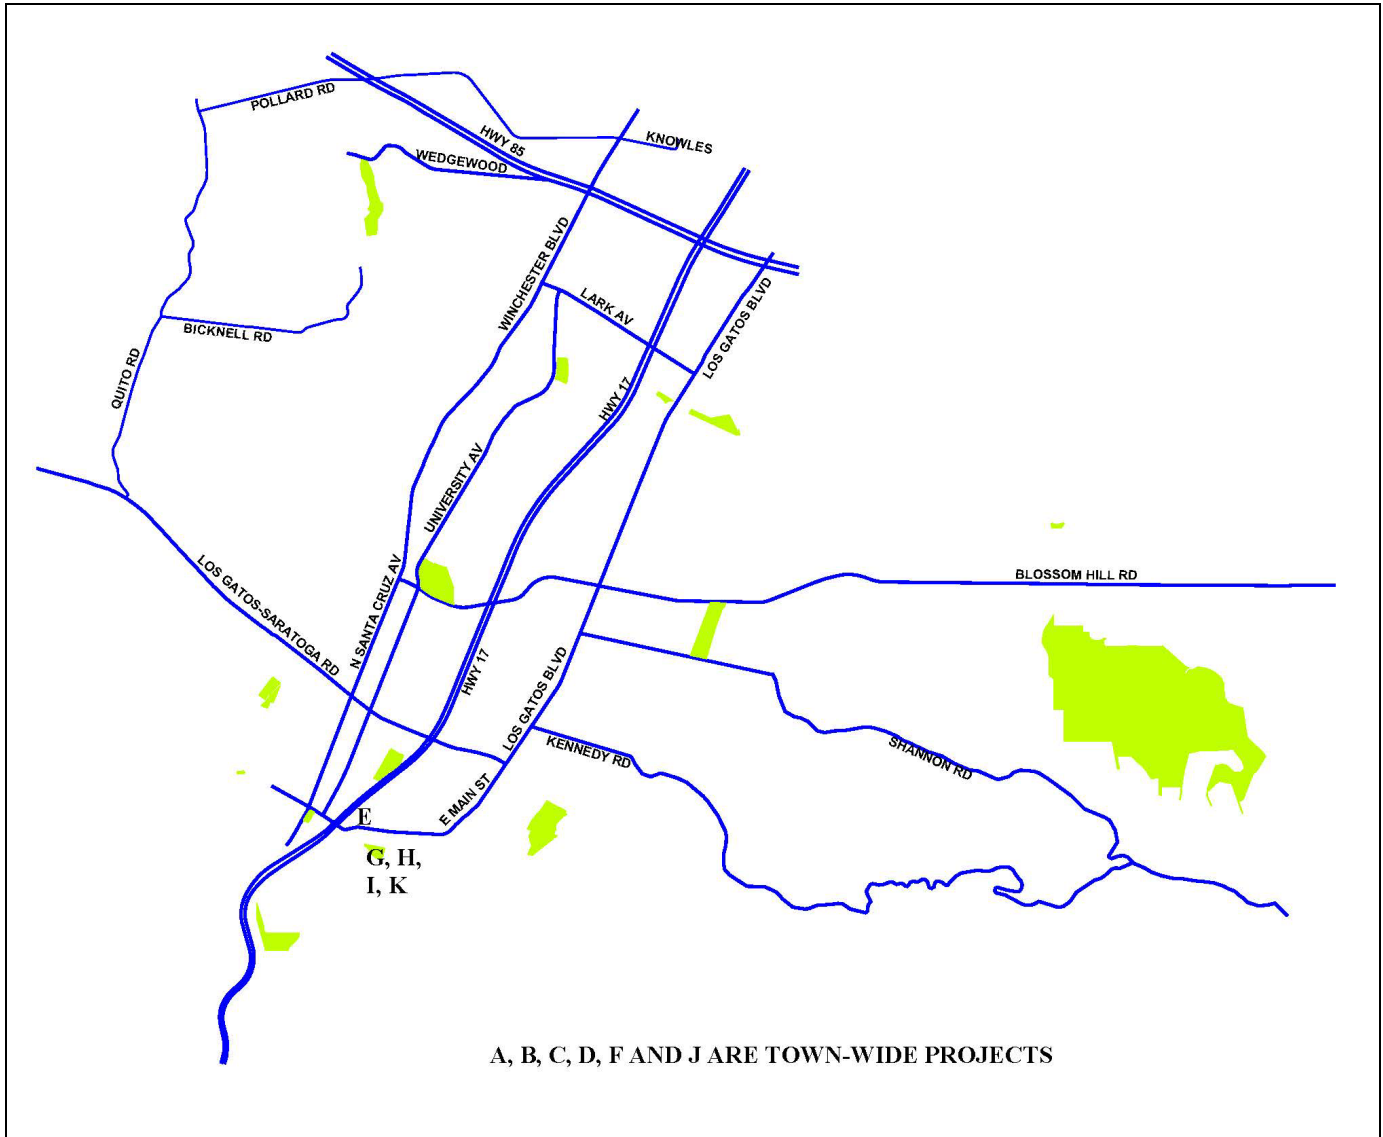 POLLARD RD
HWY 85
KNOWLES
WEDGEWOOD
WINCHESTER BLVD
LARK AV
LOS GATOS BLVD
BICKNELL RD
QUITO RD
HWY 17
UNIVERSITY AV
LOS GATOS-SARATOGA RD
N SANTA CRUZ AV
BLOSSOM HILL RD
HWY 17
LOS GATOS BLVD
KENNEDY RD
SHANNON RD
E MAIN ST
E
G, H,
I, K
A, B, C, D, F AND J ARE TOWN-WIDE PROJECTS